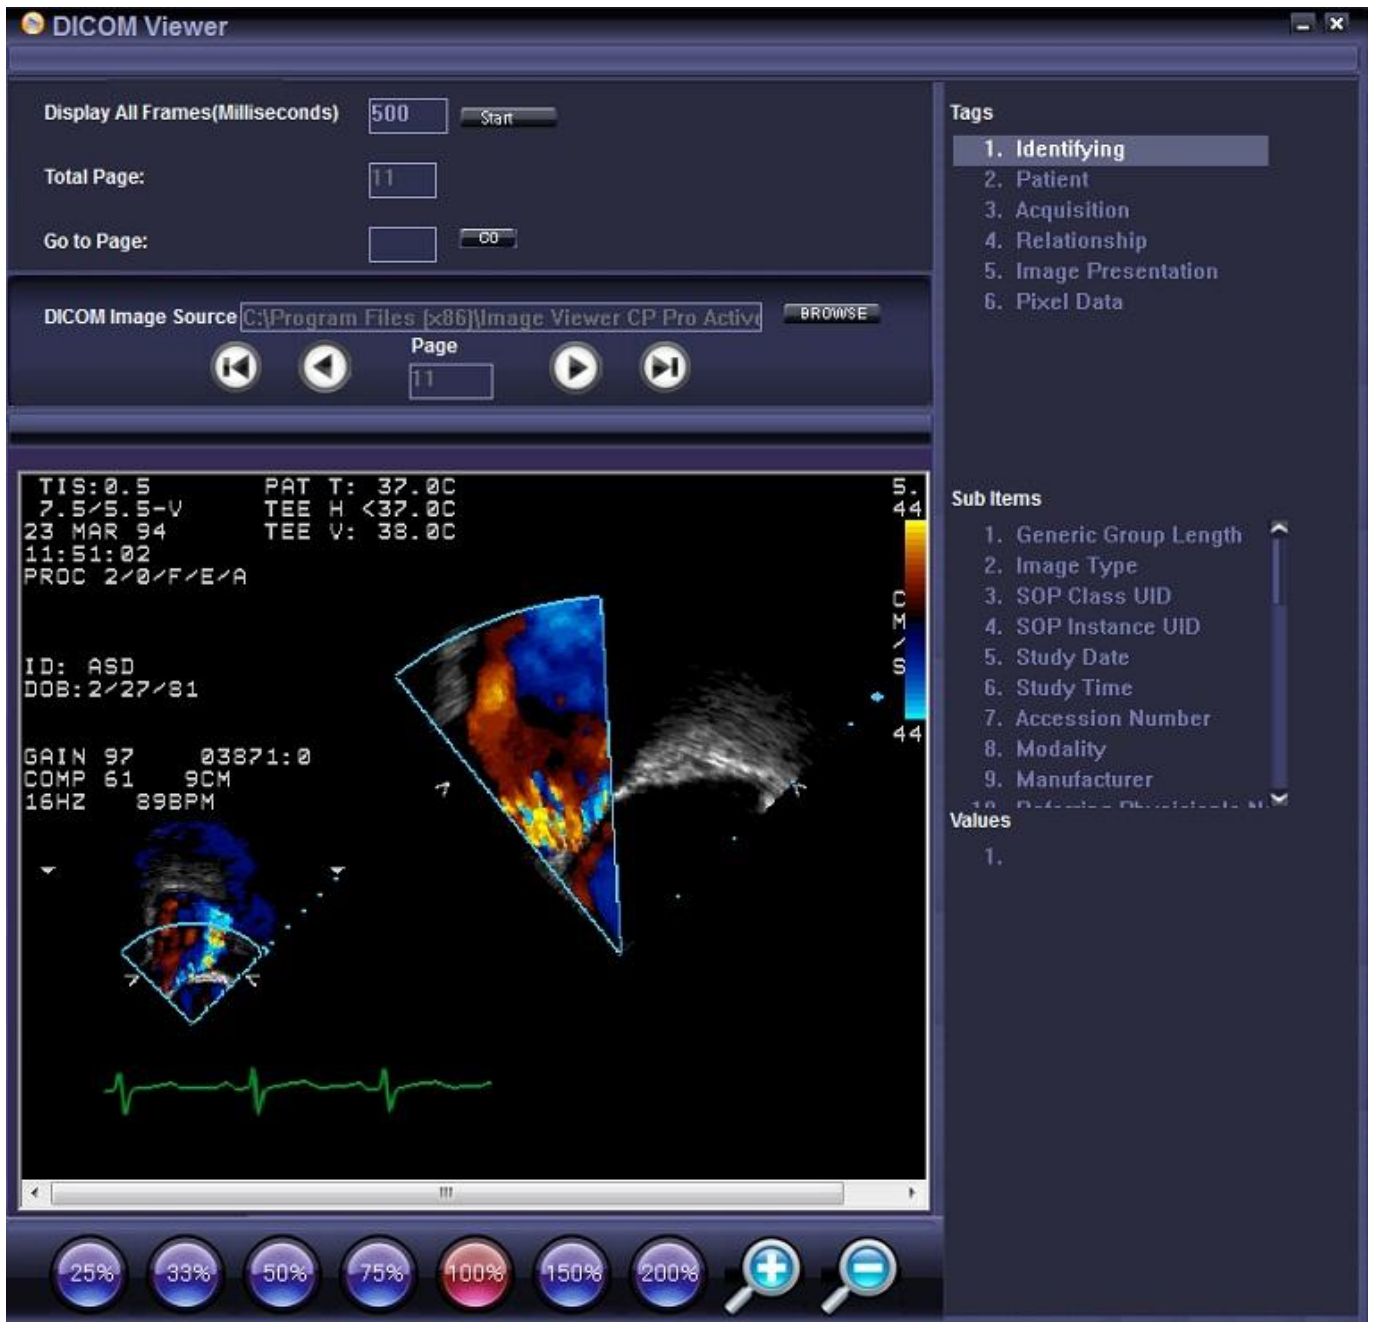 DICOM Viewer
Display All Frames(Milliseconds) 500 Start
Total Page: 11
Go to Page: GO
DICOM Image Source C:\Program Files (x86)\Image Viewer CP Pro Active BROWSE
Page
11
TIS:0.5 PAT T: 37.0C 5.
7.5/5.5-V TEE H <37.0C 44
23 MAR 94 TEE V: 38.0C
11:51:02
PROC 2/0/F/E/A
C
M
/
S
ID: ASD
DOB:2/27/81
44
GAIN 97 03871:0
COMP 61 9CM
16HZ 89BPM
25% 33% 50% 75% 100% 150% 200%
Tags
1. Identifying
2. Patient
3. Acquisition
4. Relationship
5. Image Presentation
6. Pixel Data
Sub Items
1. Generic Group Length
2. Image Type
3. SOP Class UID
4. SOP Instance UID
5. Study Date
6. Study Time
7. Accession Number
8. Modality
9. Manufacturer
Values
1.